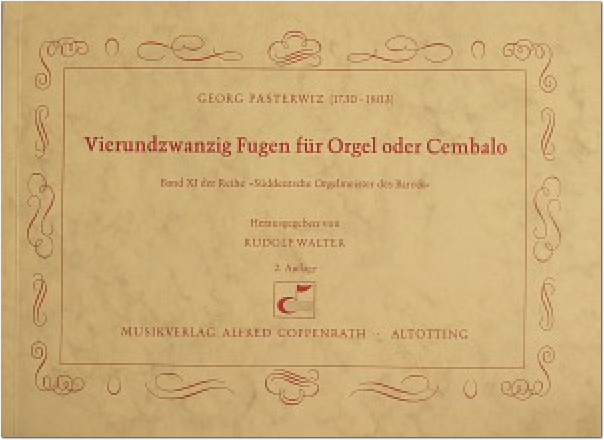 GEORG PASTERWIZ (1730-1803)
Vierundzwanzig Fugen für Orgel oder Cembalo
Band XI der Reihe »Süddeutsche Orgelmeister des Barock«
Herausgegeben von
RUDOLF WALTER
2. Auflage
MUSIKVERLAG ALFRED COPPENRATH · ALTÖTTING